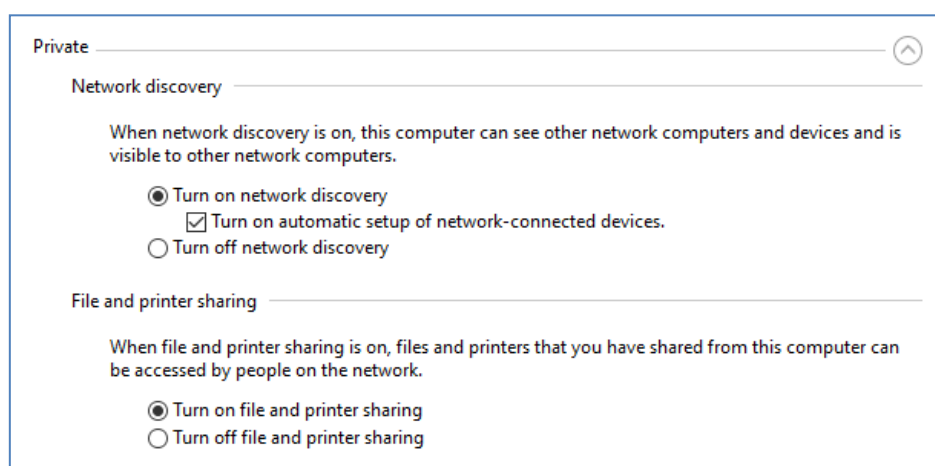 Private
Network discovery
When network discovery is on, this computer can see other network computers and devices and is
visible to other network computers.
Turn on network discovery
Turn on automatic setup of network-connected devices.
Turn off network discovery
File and printer sharing
When file and printer sharing is on, files and printers that you have shared from this computer can
be accessed by people on the network.
Turn on file and printer sharing
Turn off file and printer sharing